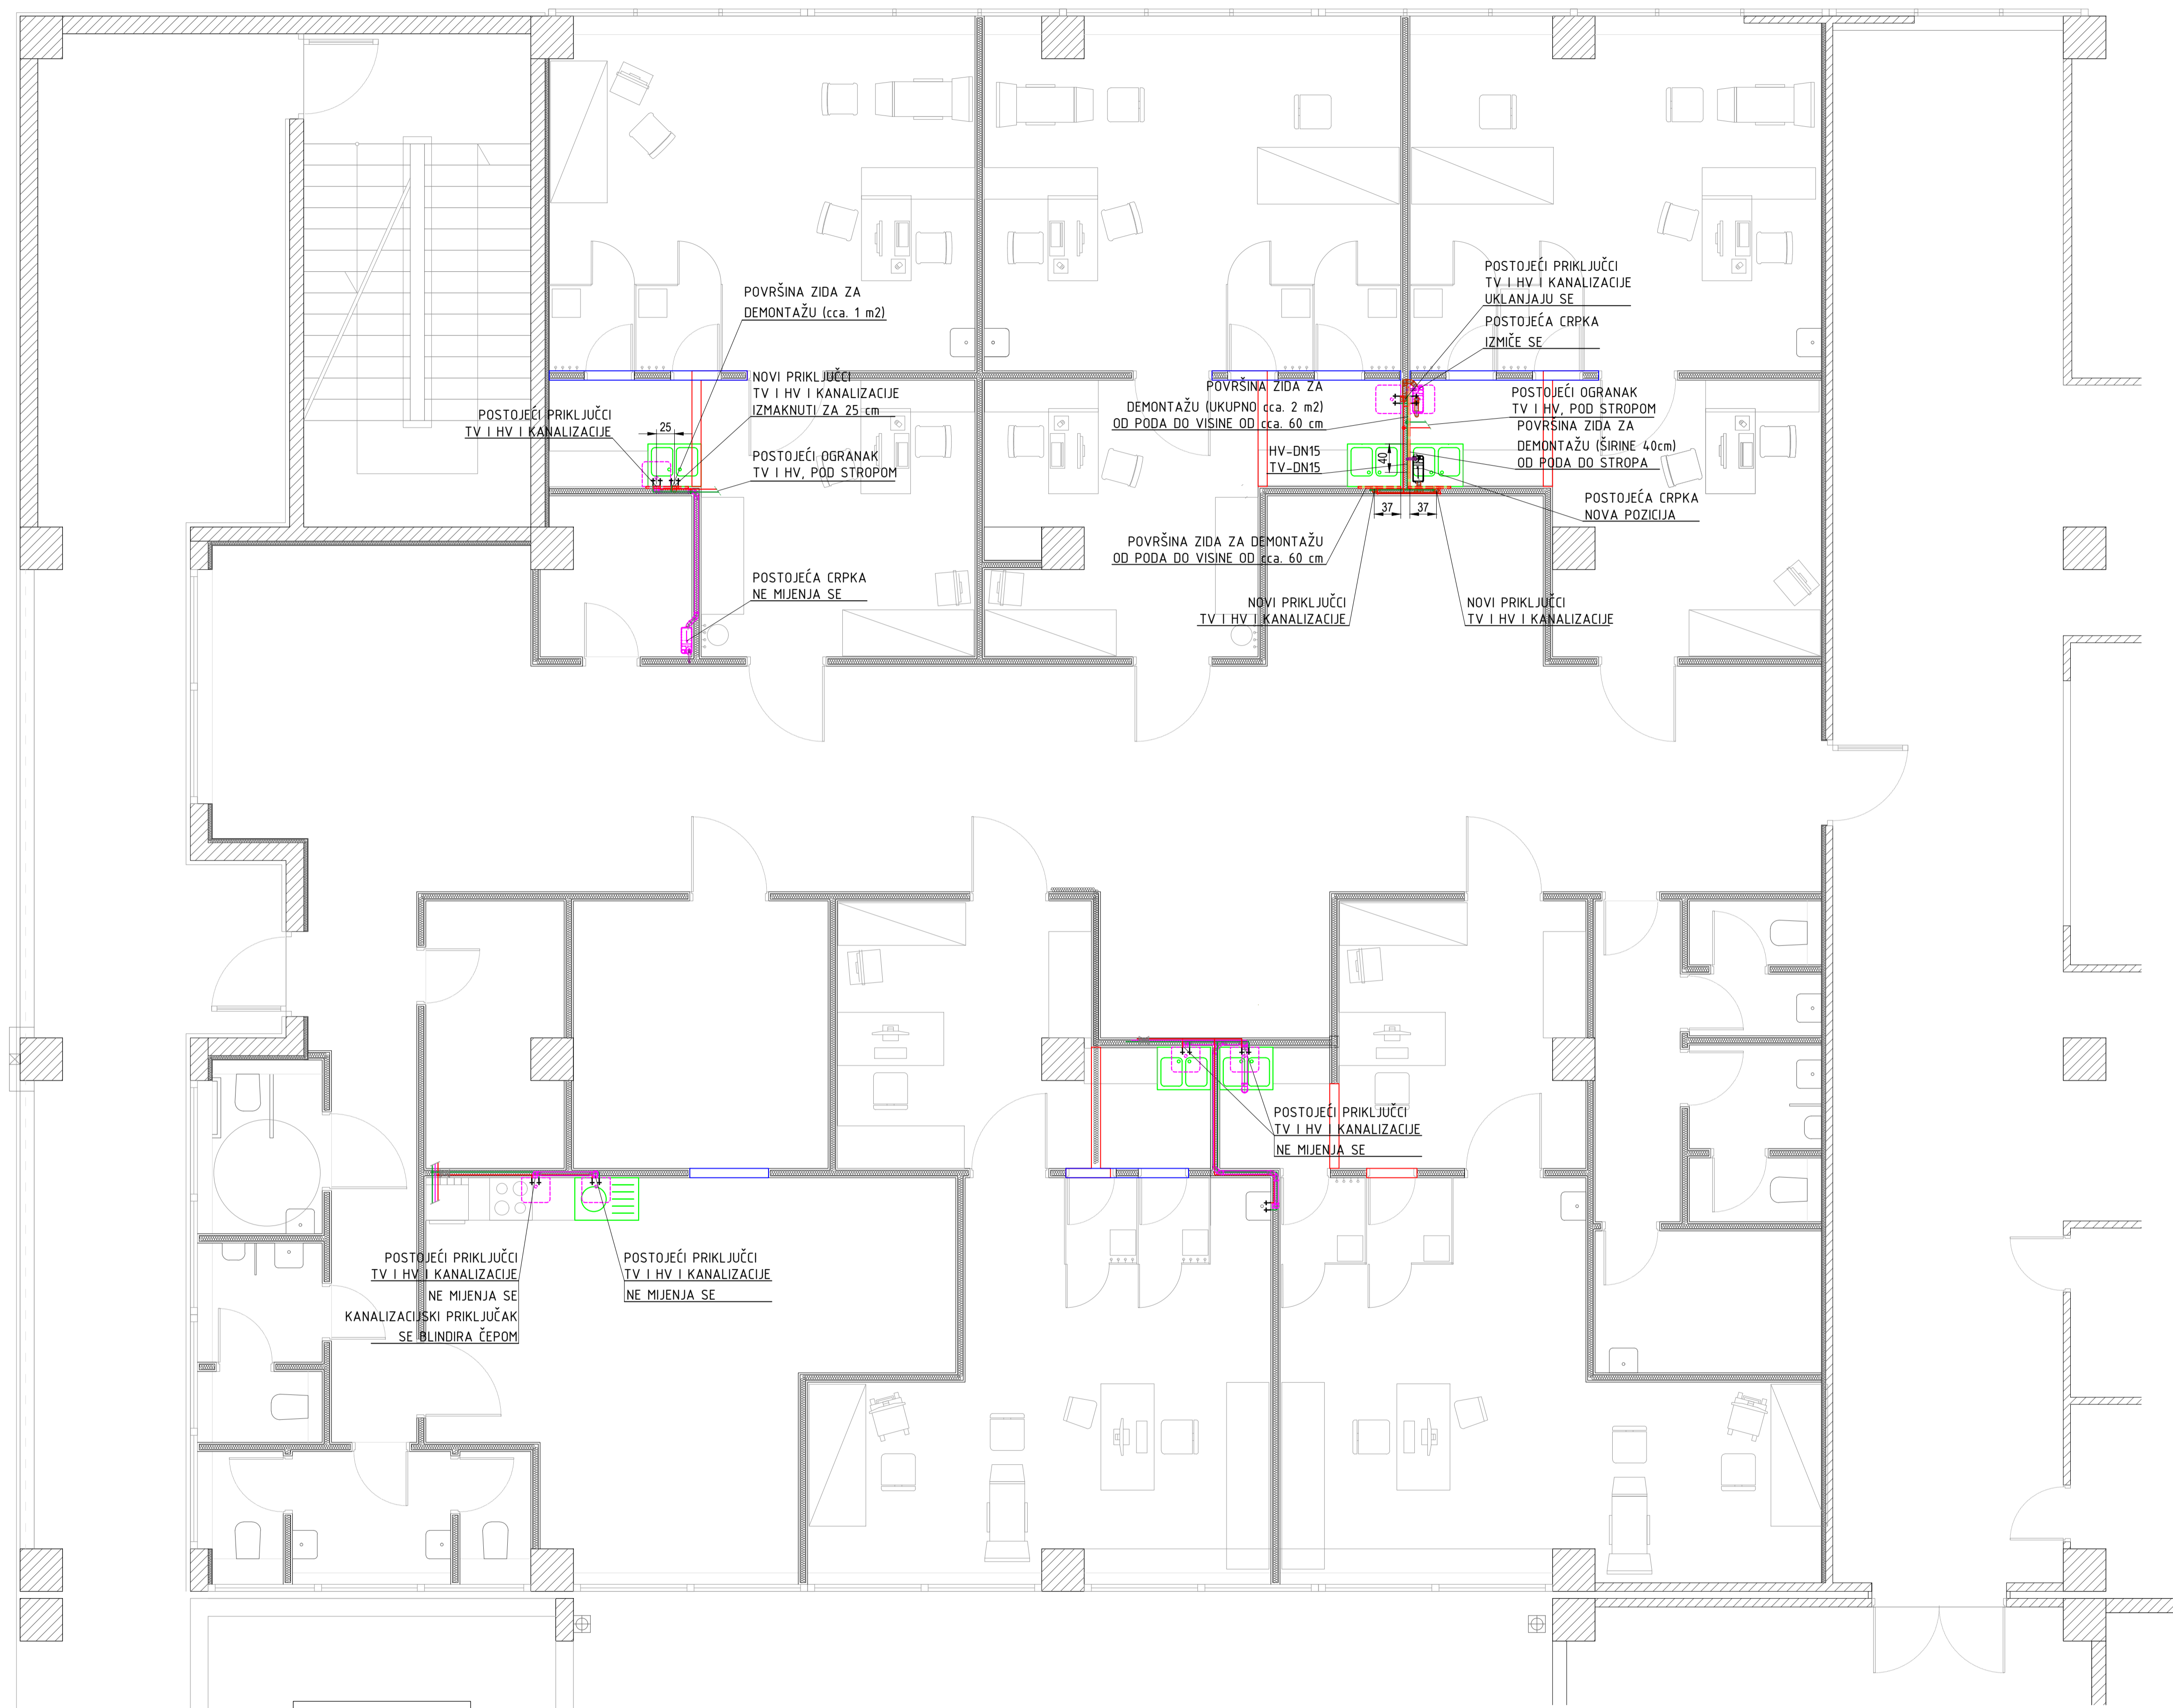 POVRŠINA ZIDA ZA
DEMONTAŽU (cca. 1 m2)
NOVI PRIKLJUČCI
TV I HV I KANALIZACIJE
IZMAKNUTI ZA 25 cm
POSTOJEĆI PRIKLJUČCI
TV I HV I KANALIZACIJE
25
POSTOJEĆI OGRANAK
TV I HV, POD STROPOM
POSTOJEĆA CRPKA
NE MIJENJA SE
POSTOJEĆI PRIKLJUČCI
TV I HV I KANALIZACIJE
UKLANJAJU SE
POSTOJEĆA CRPKA
IZMIČE SE
POVRŠINA ZIDA ZA
DEMONTAŽU (UKUPNO cca. 2 m2)
OD PODA DO VISINE OD cca. 60 cm
POSTOJEĆI OGRANAK
TV I HV, POD STROPOM
POVRŠINA ZIDA ZA
DEMONTAŽU (ŠIRINE 40cm)
OD PODA DO STROPA
HV-DN15
TV-DN15
40
POSTOJEĆA CRPKA
NOVA POZICIJA
37
37
POVRŠINA ZIDA ZA DEMONTAŽU
OD PODA DO VISINE OD cca. 60 cm
NOVI PRIKLJUČCI
TV I HV I KANALIZACIJE
NOVI PRIKLJUČCI
TV I HV I KANALIZACIJE
POSTOJEĆI PRIKLJUČCI
TV I HV I KANALIZACIJE
NE MIJENJA SE
POSTOJEĆI PRIKLJUČCI
TV I HV I KANALIZACIJE
NE MIJENJA SE
KANALIZACIJSKI PRIKLJUČAK
SE BLINDIRA ČEPOM
POSTOJEĆI PRIKLJUČCI
TV I HV I KANALIZACIJE
NE MIJENJA SE